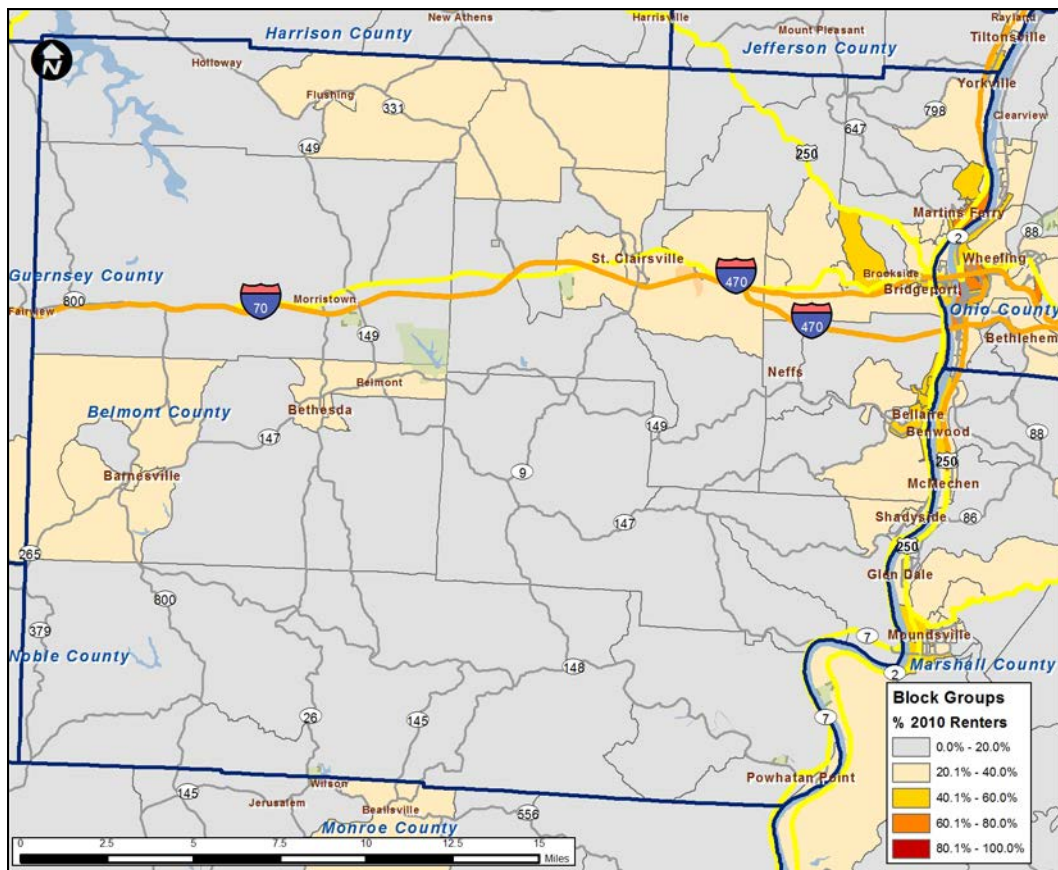 New Athens
Harrisville
Rayland
Harrison County
Mount Pleasant
Tiltonsville
Jefferson County
N
Holloway
Yorkville
Flushing
331
798
Clearview
647
149
250
Martins Ferry
88
2
St. Clairsville
Wheeling
Guernsey County
Brookside
470
Bridgeport
800
Morristown
70
Fairview
Ohio County
470
149
Bethlehem
Neffs
Belmont
Belmont County
Bethesda
Bellaire
149
147
Benwood
88
250
9
Barnesville
McMechen
Shadyside
86
147
265
250
Glen Dale
800
379
7
Moundsville
Noble County
148
Marshall County
2
Block Groups
% 2010 Renters
26
145
7
0.0% - 20.0%
20.1% - 40.0%
Powhatan Point
Wilson
40.1% - 60.0%
145
Jerusalem
Beallsville
556
60.1% - 80.0%
Monroe County
80.1% - 100.0%
0 2.5 5 7.5 10 12.5 15
Miles